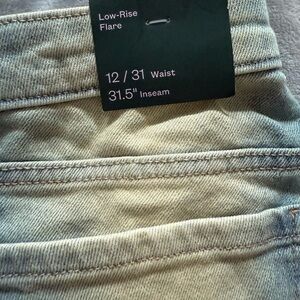 Low-Rise
Flare
12 / 31 Waist
31.5" Inseam